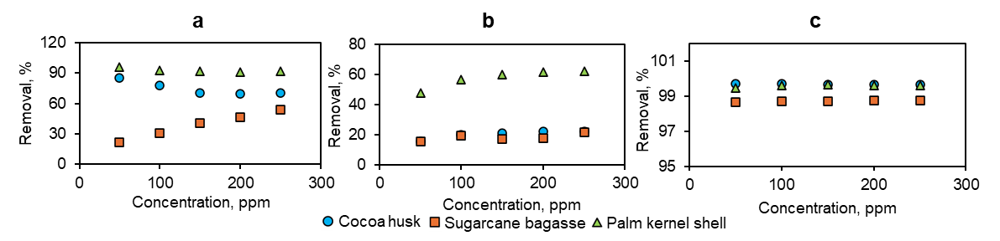 a
120
90
60
30
0
0 100 200 300
Removal, %
Concentration, ppm
b
80
60
40
20
0
0 100 200 300
Removal, %
Concentration, ppm
c
101
99
97
95
0 100 200 300
Removal, %
Concentration, ppm
Cocoa husk Sugarcane bagasse Palm kernel shell